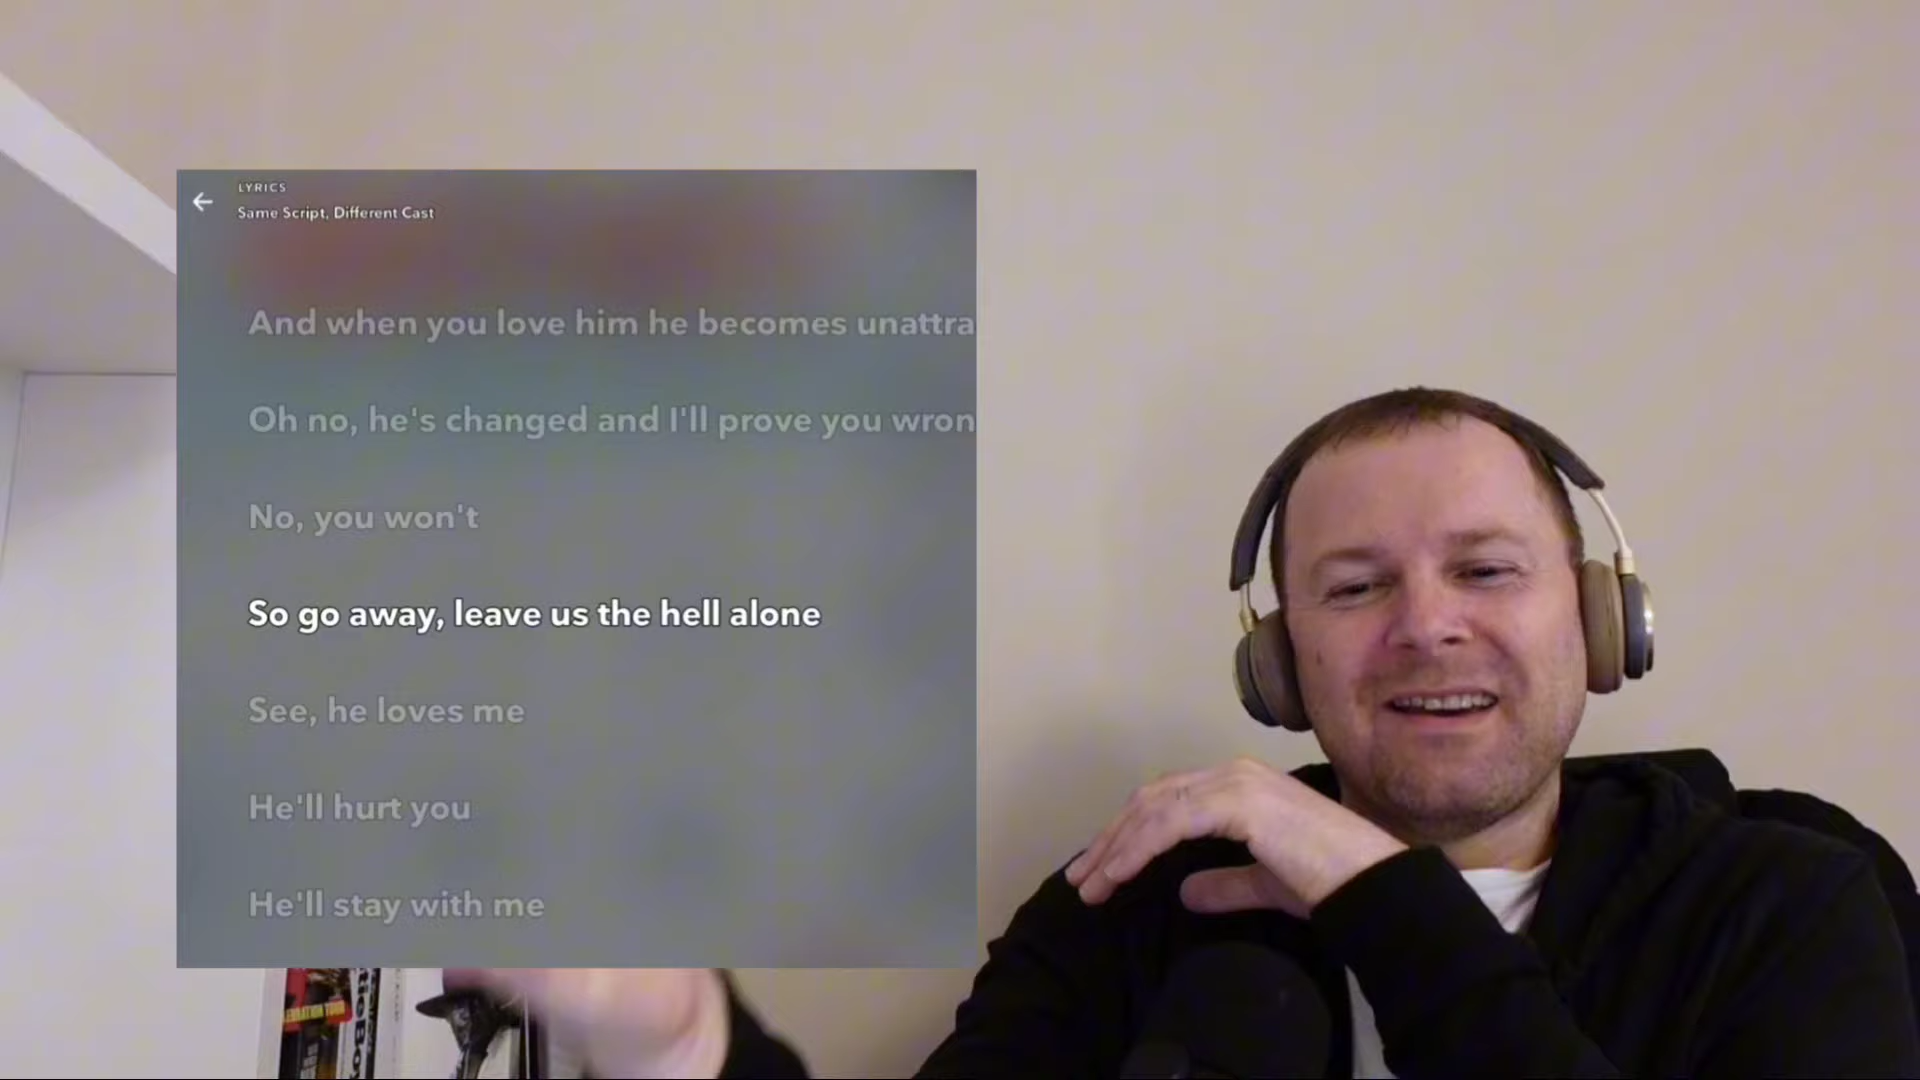 LYRICS
Same Script, Different Cast
And when you love him he becomes unattra
Oh no, he's changed and I'll prove you wron
No, you won't
So go away, leave us the hell alone
See, he loves me
He'll hurt you
He'll stay with me